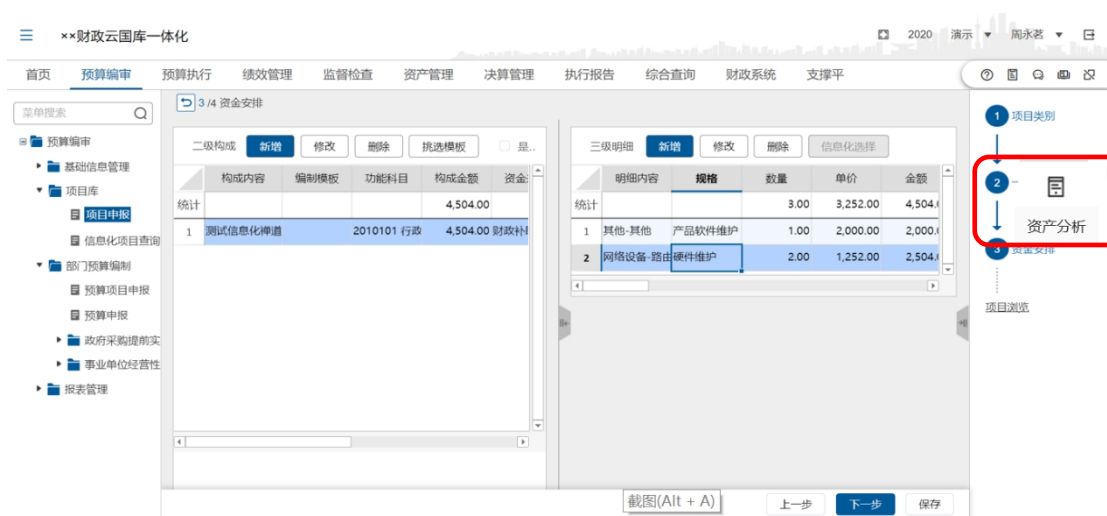 ××财政云国库一体化
2020 演示 周永茗
首页 预算编审 预算执行 绩效管理 监督检查 资产管理 决算管理 执行报告 综合查询 财政系统 支撑平
菜单搜索
预算编审
基础信息管理
项目库
项目申报
信息化项目查询
部门预算编制
预算项目申报
预算申报
政府采购提前实
事业单位经营性
报表管理
3 /4 资金安排
二级构成 新增 修改 删除 挑选模板 是..
构成内容 编制模板 功能科目 构成金额 资金
统计 4,504.00
1 测试信息化禅道 2010101 行政 4,504.00 财政补
三级明细 新增 修改 删除 信息化选择
明细内容 规格 数量 单价 金额
统计 3.00 3,252.00 4,504.
1 其他-其他 产品软件维护 1.00 2,000.00 2,000.
2 网络设备-路由 硬件维护 2.00 1,252.00 2,504.
1 项目类别
2
资产分析
3 资金安排
项目浏览
截图(Alt + A)
上一步 下一步 保存